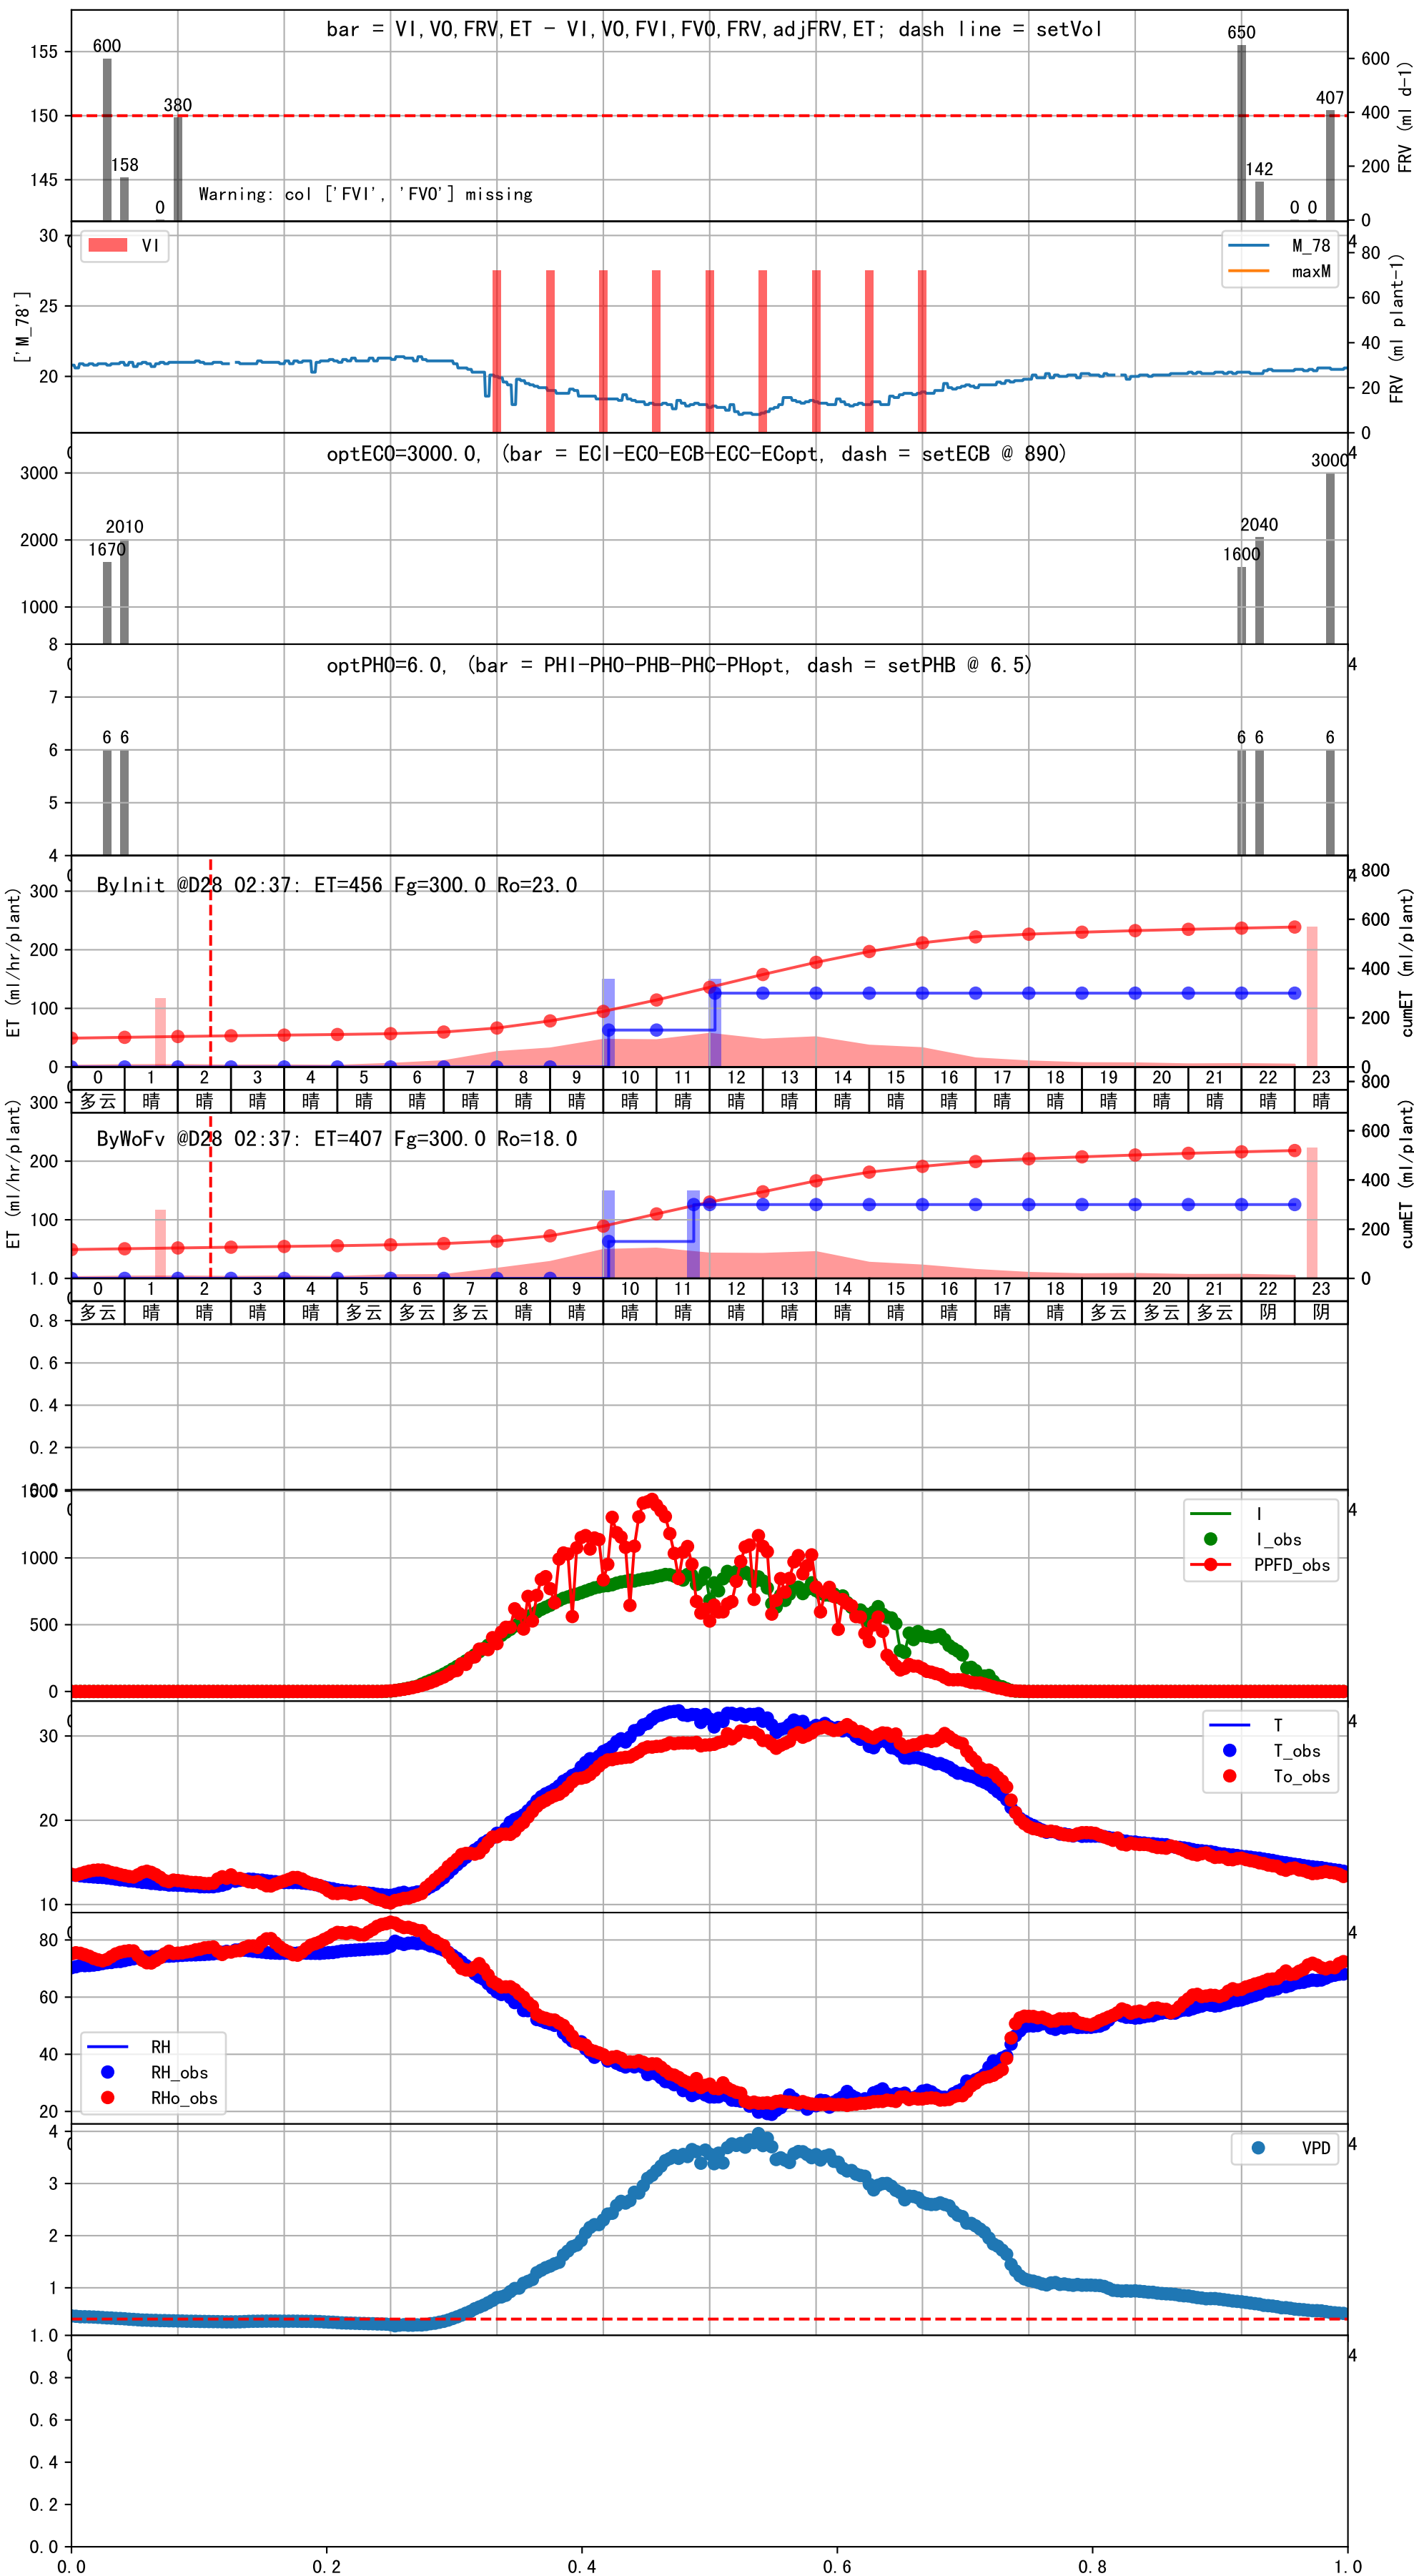 bar = VI,VO,FRV,ET - VI,VO,FVI,FVO,FRV,adjFRV,ET; dash line = setVol
600
158
0
380
650
142
0
0
407
155
150
145
600
400
200
0
FRV (ml d-1)
Warning: col ['FVI', 'FVO'] missing
VI
M_78
maxM
['M_78']
30
25
20
80
60
40
20
0
FRV (ml plant-1)
optECO=3000.0, (bar = ECI-ECO-ECB-ECC-ECopt, dash = setECB @ 890)
1670
2010
1600
2040
3000
3000
2000
1000
optPHO=6.0, (bar = PHI-PHO-PHB-PHC-PHopt, dash = setPHB @ 6.5)
6
6
6
6
6
8
7
6
5
4
ByInit @D28 02:37: ET=456 Fg=300.0 Ro=23.0
ET (ml/hr/plant)
300
200
100
0
800
600
400
200
0
cumET (ml/plant)
0 1 2 3 4 5 6 7 8 9 10 11 12 13 14 15 16 17 18 19 20 21 22 23
多云 晴 晴 晴 晴 晴 晴 晴 晴 晴 晴 晴 晴 晴 晴 晴 晴 晴 晴 晴 晴 晴 晴 晴
ByWoFv @D28 02:37: ET=407 Fg=300.0 Ro=18.0
ET (ml/hr/plant)
300
200
100
800
600
400
200
0
cumET (ml/plant)
0 1 2 3 4 5 6 7 8 9 10 11 12 13 14 15 16 17 18 19 20 21 22 23
多云 晴 晴 晴 晴 多云 多云 多云 晴 晴 晴 晴 晴 晴 晴 晴 晴 晴 晴 多云 多云 多云 阴 阴
1.0
0.8
0.6
0.4
0.2
1500
1000
500
0
I
I_obs
PPFD_obs
30
20
10
T
T_obs
To_obs
80
60
40
20
RH
RH_obs
RHo_obs
4
3
2
1
VPD
1.0
0.8
0.6
0.4
0.2
0.0
0.0 0.2 0.4 0.6 0.8 1.0